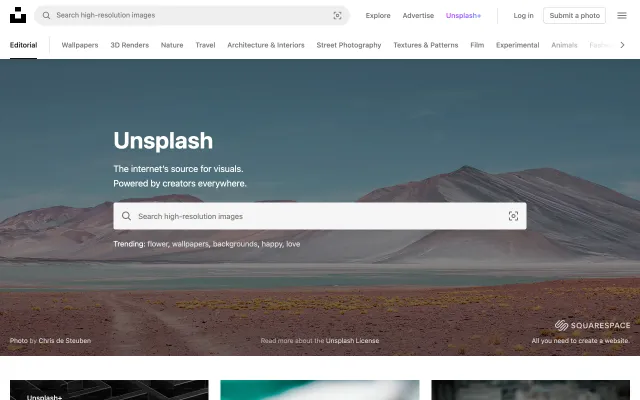 Search high-resolution images
Explore Advertise Unsplash+ Log in Submit a photo
Editorial Wallpapers 3D Renders Nature Travel Architecture & Interiors Street Photography Textures & Patterns Film Experimental Animals
Unsplash
The internet's source for visuals.
Powered by creators everywhere.
Search high-resolution images
Trending: flower, wallpapers, backgrounds, happy, love
SQUARESPACE
Photo by Chris de Steuben Read more about the Unsplash License All you need to create a website.
Unsplash+